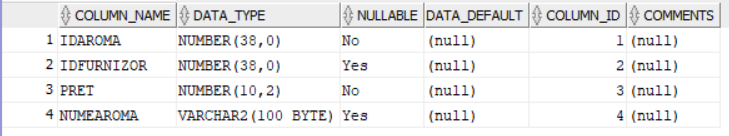 COLUMN_NAME DATA_TYPE NULLABLE DATA_DEFAULT COLUMN_ID COMMENTS
1 IDAROMA NUMBER(38,0) No (null) 1 (null)
2 IDFURNIZOR NUMBER(38,0) Yes (null) 2 (null)
3 PRET NUMBER(10,2) No (null) 3 (null)
4 NUMEAROMA VARCHAR2(100 BYTE) Yes (null) 4 (null)